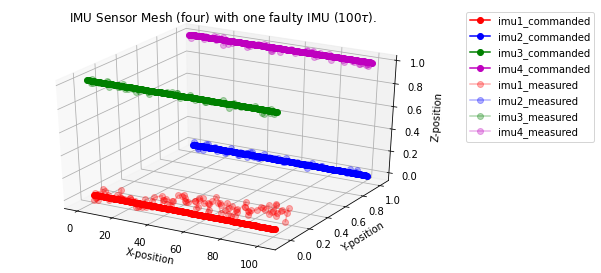 IMU Sensor Mesh (four) with one faulty IMU (100τ).
imu1_commanded
imu2_commanded
imu3_commanded
imu4_commanded
imu1_measured
imu2_measured
imu3_measured
imu4_measured
1.0
0.8
0.6
0.4
0.2
0.0
Z-position
1.0
0.8
0.6
0.4
0.2
0.0
Y-position
0
20
40
60
80
100
X-position